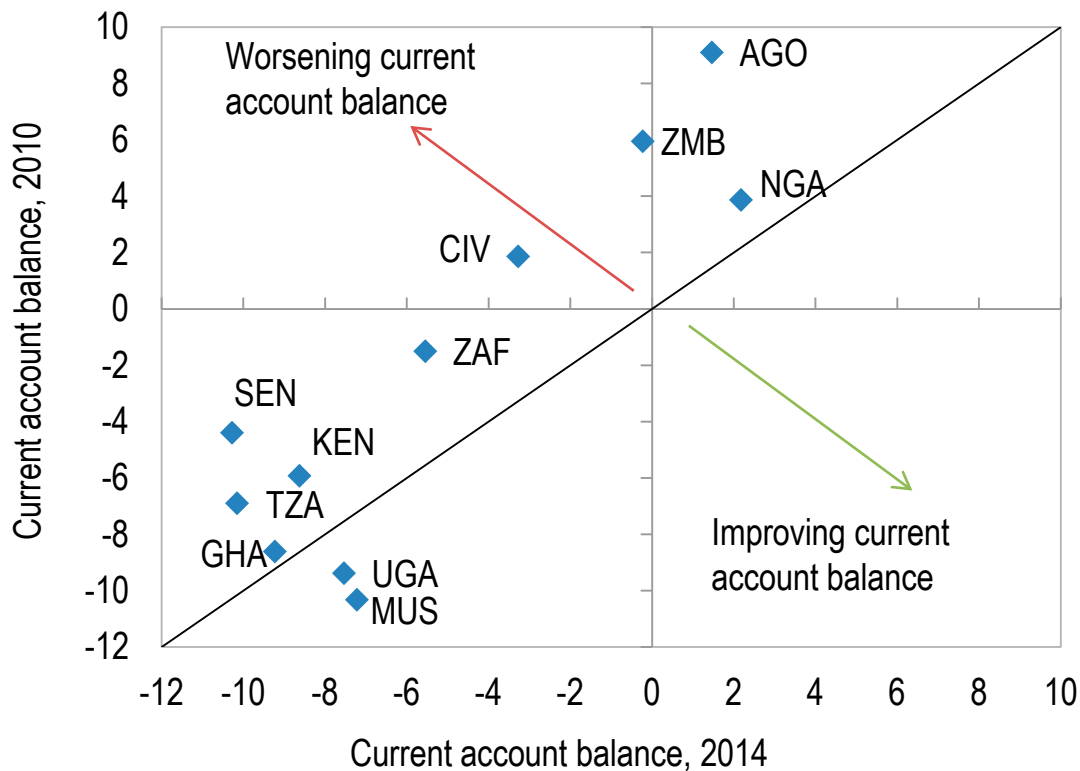 Current account balance, 2010
10
8
6
4
2
0
-2
-4
-6
-8
-10
-12
Worsening current
account balance
AGO
ZMB
NGA
CIV
ZAF
SEN
KEN
TZA
GHA
UGA
MUS
Improving current
account balance
-12 -10 -8 -6 -4 -2 0 2 4 6 8 10
Current account balance, 2014